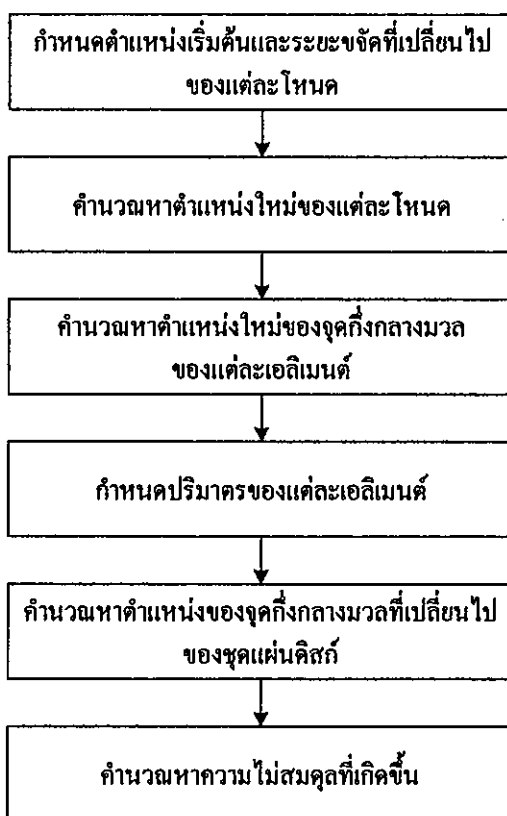 กำหนดตำแหน่งเริ่มต้นและระยะขจัดที่เปลี่ยนไป
ของแต่ละโหนด
คำนวณหาตำแหน่งใหม่ของแต่ละโหนด
คำนวณหาตำแหน่งใหม่ของจุดกึ่งกลางมวล
ของแต่ละเอลิเมนต์
กำหนดปริมาตรของแต่ละเอลิเมนต์
คำนวณหาตำแหน่งของจุดกึ่งกลางมวลที่เปลี่ยนไป
ของชุดแผ่นดิสก์
คำนวณหาความไม่สมดุลที่เกิดขึ้น